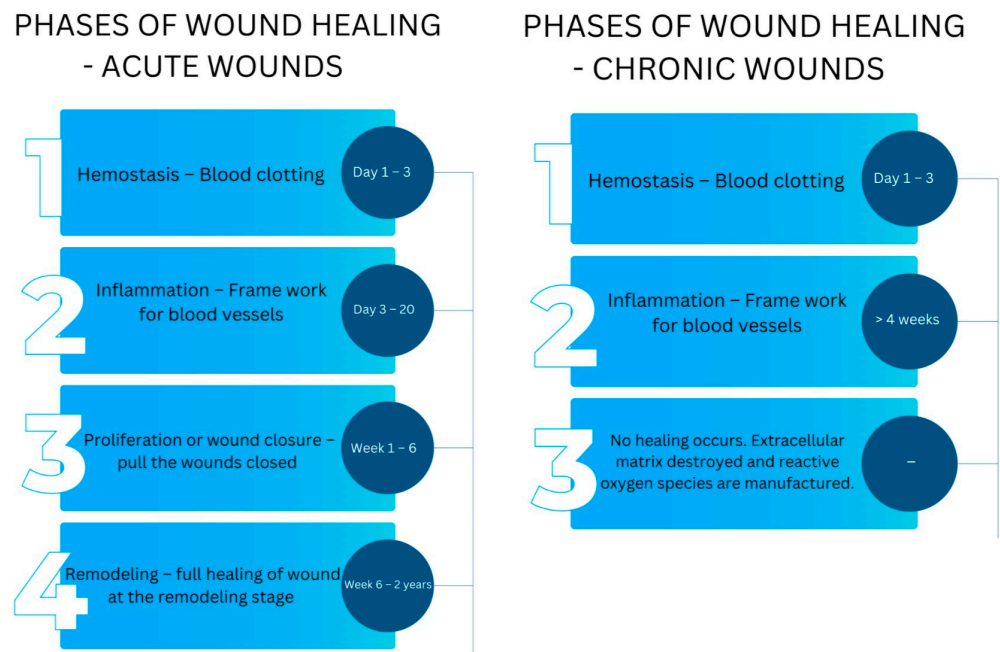 PHASES OF WOUND HEALING
- ACUTE WOUNDS
1
Hemostasis – Blood clotting
Day 1 – 3
2
Inflammation – Frame work
for blood vessels
Day 3 – 20
3
Proliferation or wound closure –
pull the wounds closed
Week 1 – 6
4
Remodeling – full healing of wound
at the remodeling stage
Week 6 – 2 years
PHASES OF WOUND HEALING
- CHRONIC WOUNDS
1
Hemostasis – Blood clotting
Day 1 – 3
2
Inflammation – Frame work
for blood vessels
> 4 weeks
3
No healing occurs. Extracellular
matrix destroyed and reactive
oxygen species are manufactured.
–